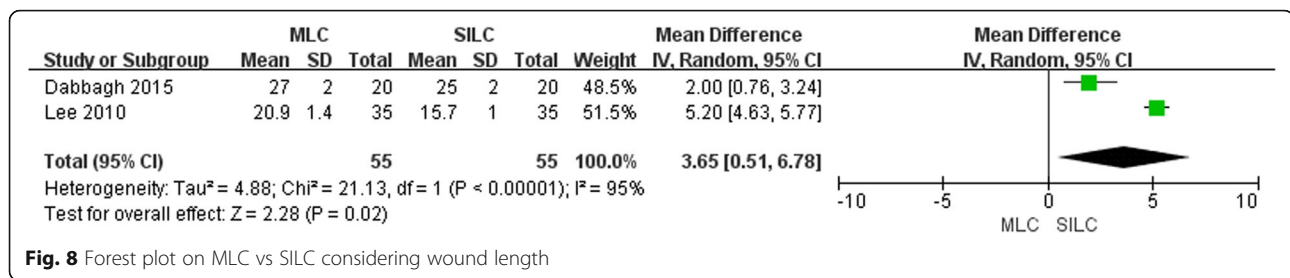 MLC SILC Mean Difference Mean Difference
Study or Subgroup Mean SD Total Mean SD Total Weight IV, Random, 95% CI IV, Random, 95% CI
Dabbagh 2015 27 2 20 25 2 20 48.5% 2.00 [0.76, 3.24]
Lee 2010 20.9 1.4 35 15.7 1 35 51.5% 5.20 [4.63, 5.77]
Total (95% CI) 55 55 100.0% 3.65 [0.51, 6.78]
Heterogeneity: Tau² = 4.88; Chi² = 21.13, df = 1 (P < 0.00001); I² = 95%
Test for overall effect: Z = 2.28 (P = 0.02)
-10 -5 0 5 10
MLC SILC
Fig. 8 Forest plot on MLC vs SILC considering wound length